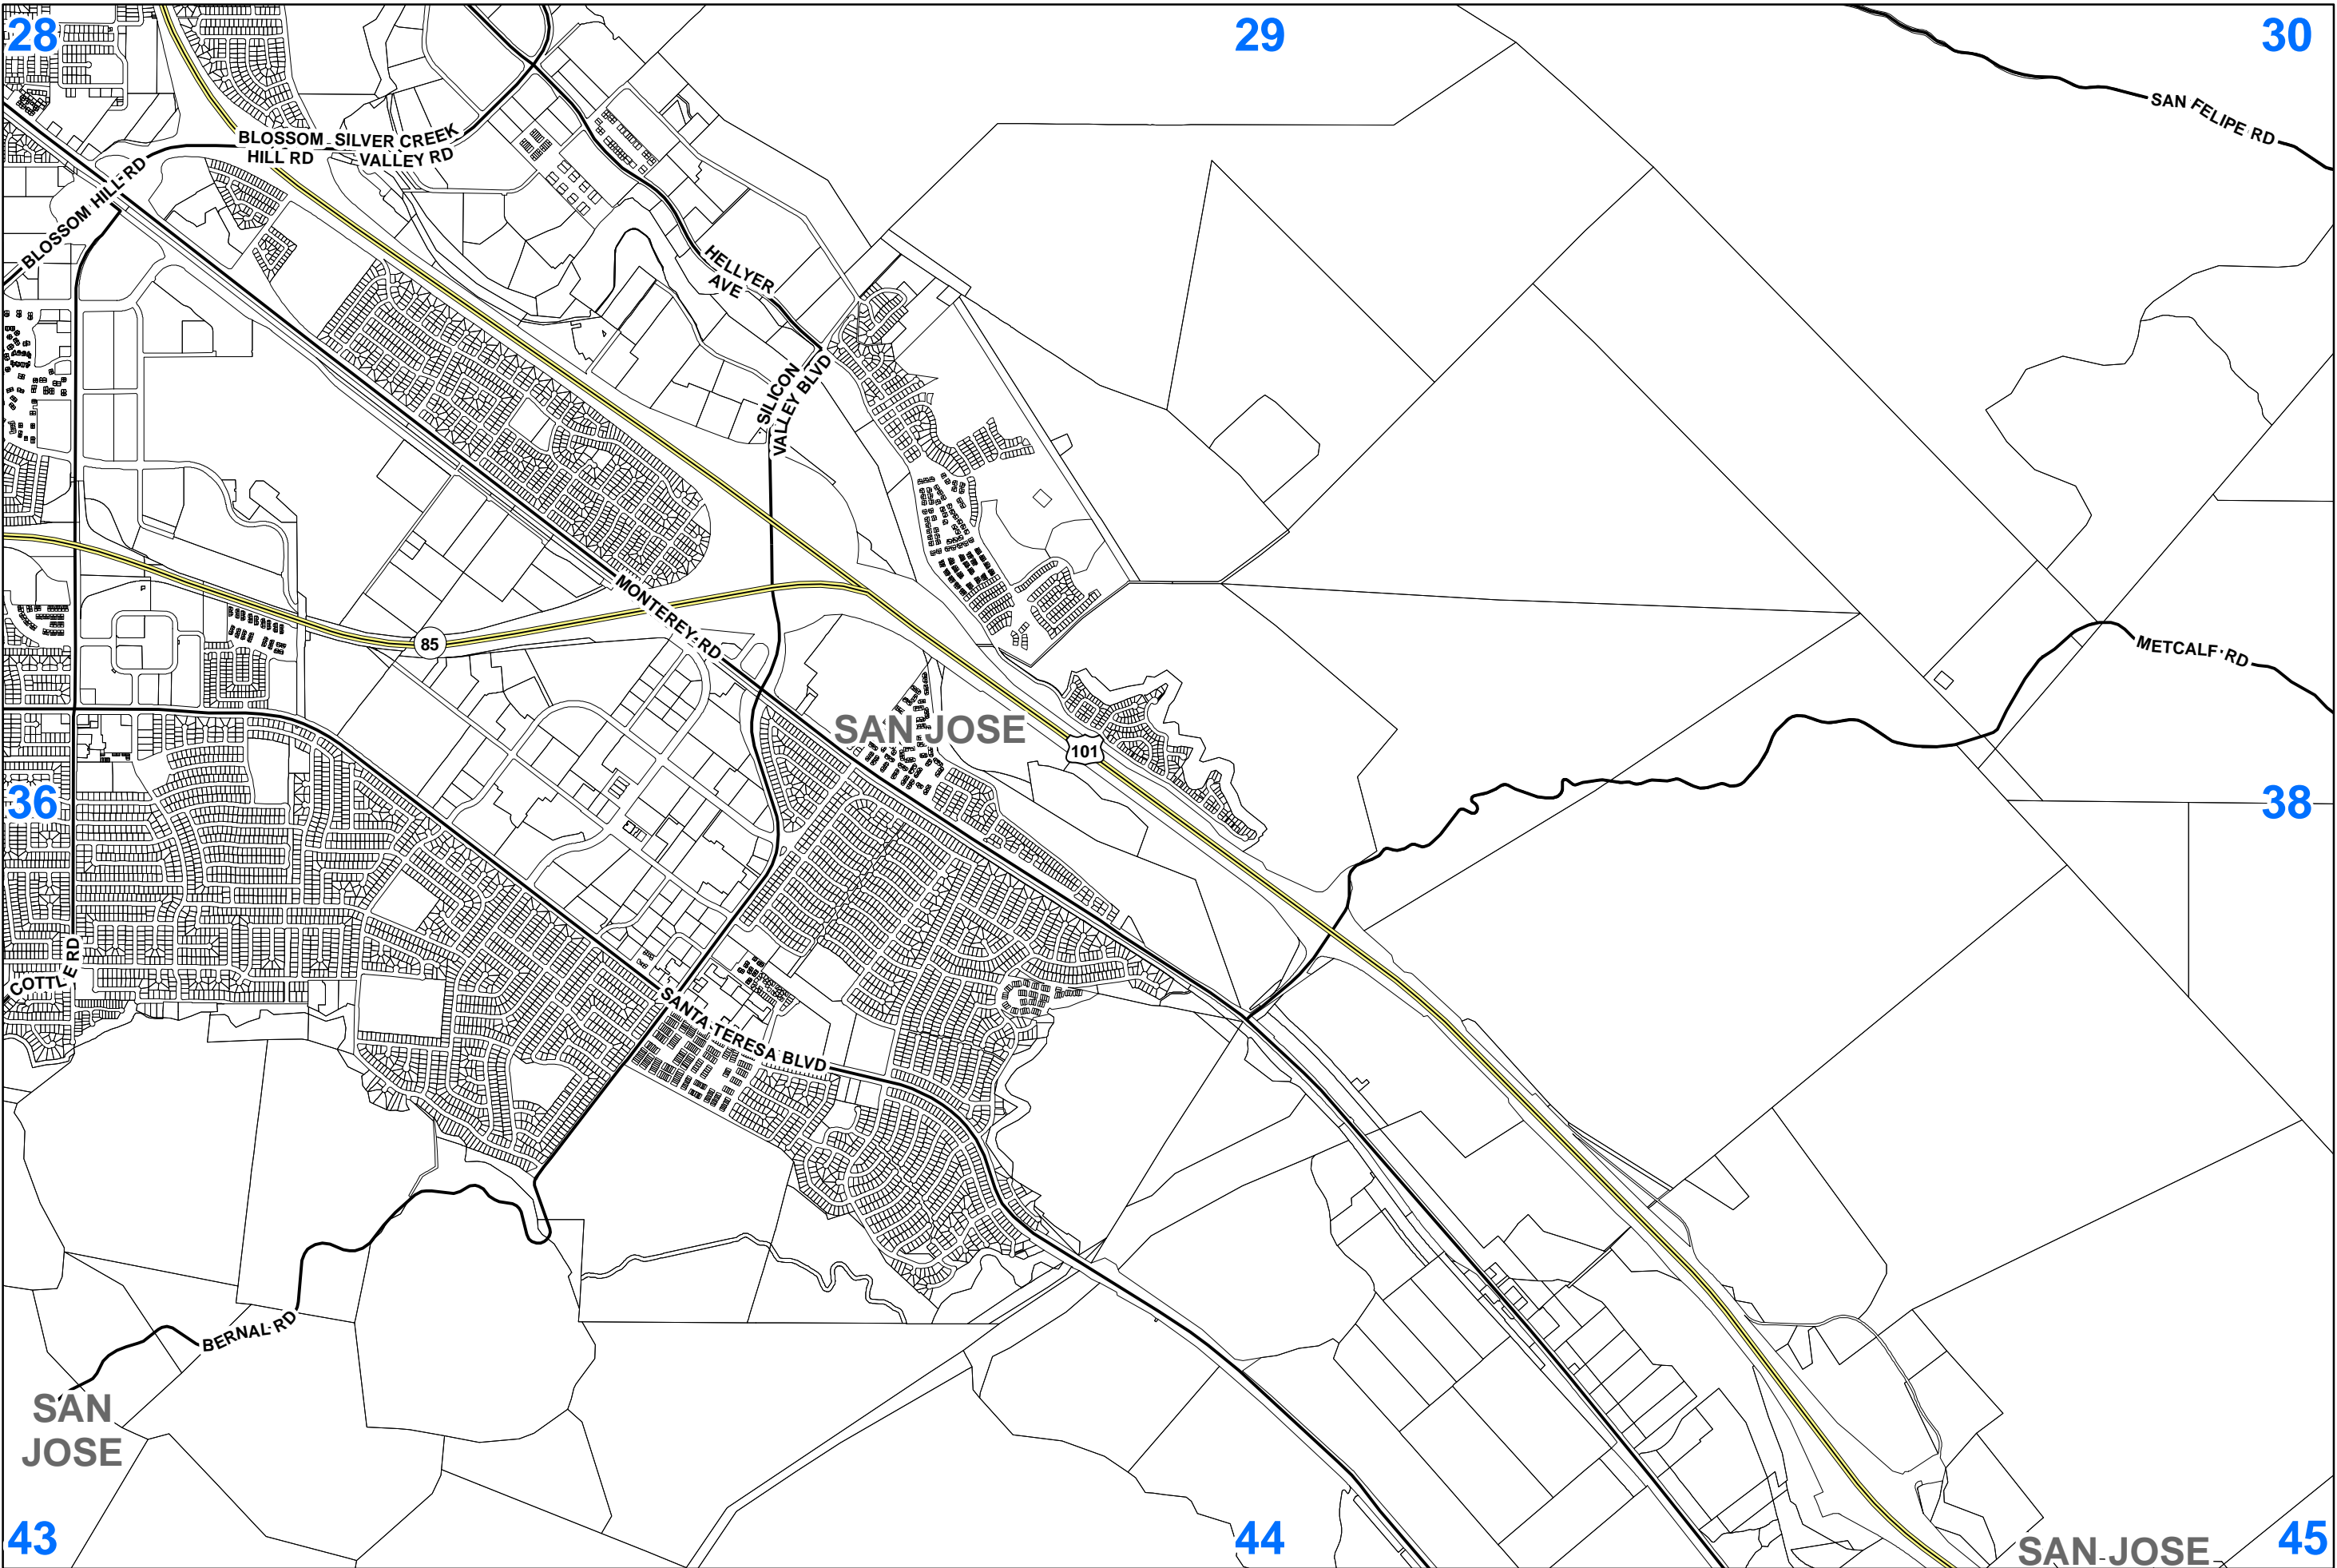 28
29
30
SAN FELIPE RD
BLOSSOM
HILL RD
SILVER CREEK
VALLEY RD
BLOSSOM HILL RD
HELLYER
AVE
SILICON
VALLEY BLVD
MONTEREY RD
85
METCALF RD
SAN JOSE
101
36
38
COTTLE RD
SANTA TERESA BLVD
BERNAL RD
SAN
JOSE
43
44
SAN JOSE
45